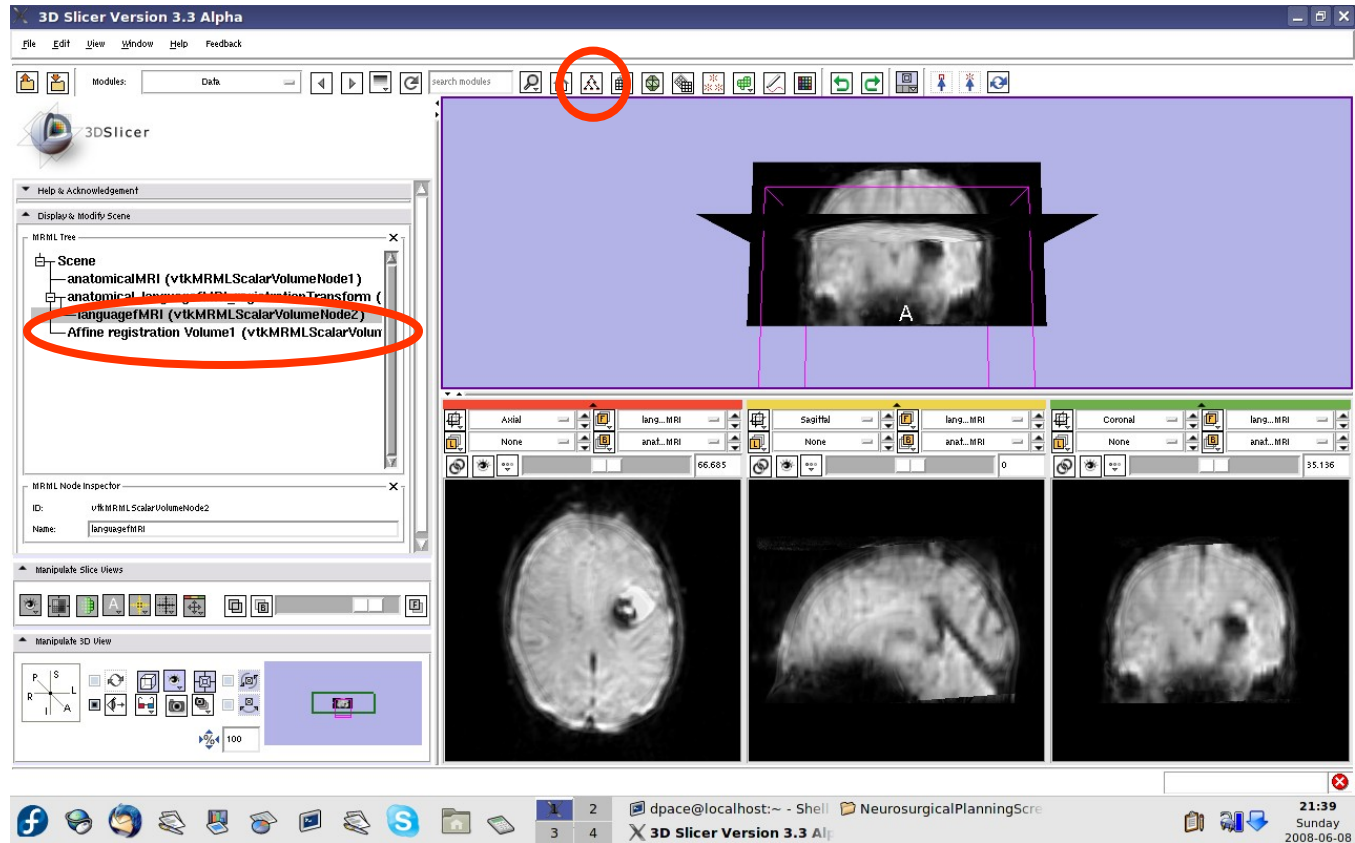 3D Slicer Version 3.3 Alpha
File Edit View Window Help Feedback
Modules: Data search modules
3DSlicer
Help & Acknowledgement
Display & Modify Scene
MRML Tree
Scene
anatomicalMRI (vtkMRMLScalarVolumeNode1)
anatomical_languagefMRI_registrationTransform (
languagefMRI (vtkMRMLScalarVolumeNode2)
Affine registration Volume1 (vtkMRMLScalarVolum
MRML Node Inspector
ID: vtkMRMLScalarVolumeNode2
Name: languagefMRI
Manipulate Slice Views
Manipulate 3D View
P S
R L
I A
% 100
A
Axial F lang...MRI
L None B anat...MRI
66.685
Sagittal F lang...MRI
L None B anat...MRI
0
Coronal F lang...MRI
L None B anat...MRI
35.136
1 2
3 4
dpace@localhost:~ - Shell
NeurosurgicalPlanningScre
3D Slicer Version 3.3 Alp
21:39
Sunday
2008-06-08